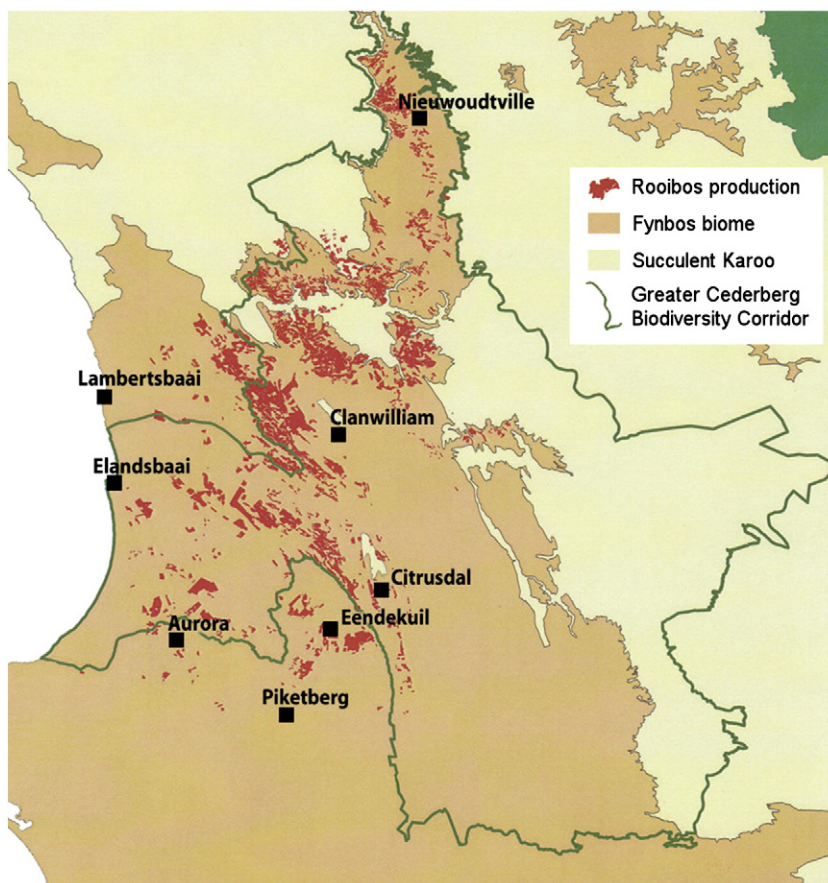 Nieuwoudtville
Rooibos production
Fynbos biome
Succulent Karoo
Greater Cederberg
Biodiversity Corridor
Lambertsbaai
Clanwilliam
Elandsbaai
Citrusdal
Eendekuil
Aurora
Piketberg